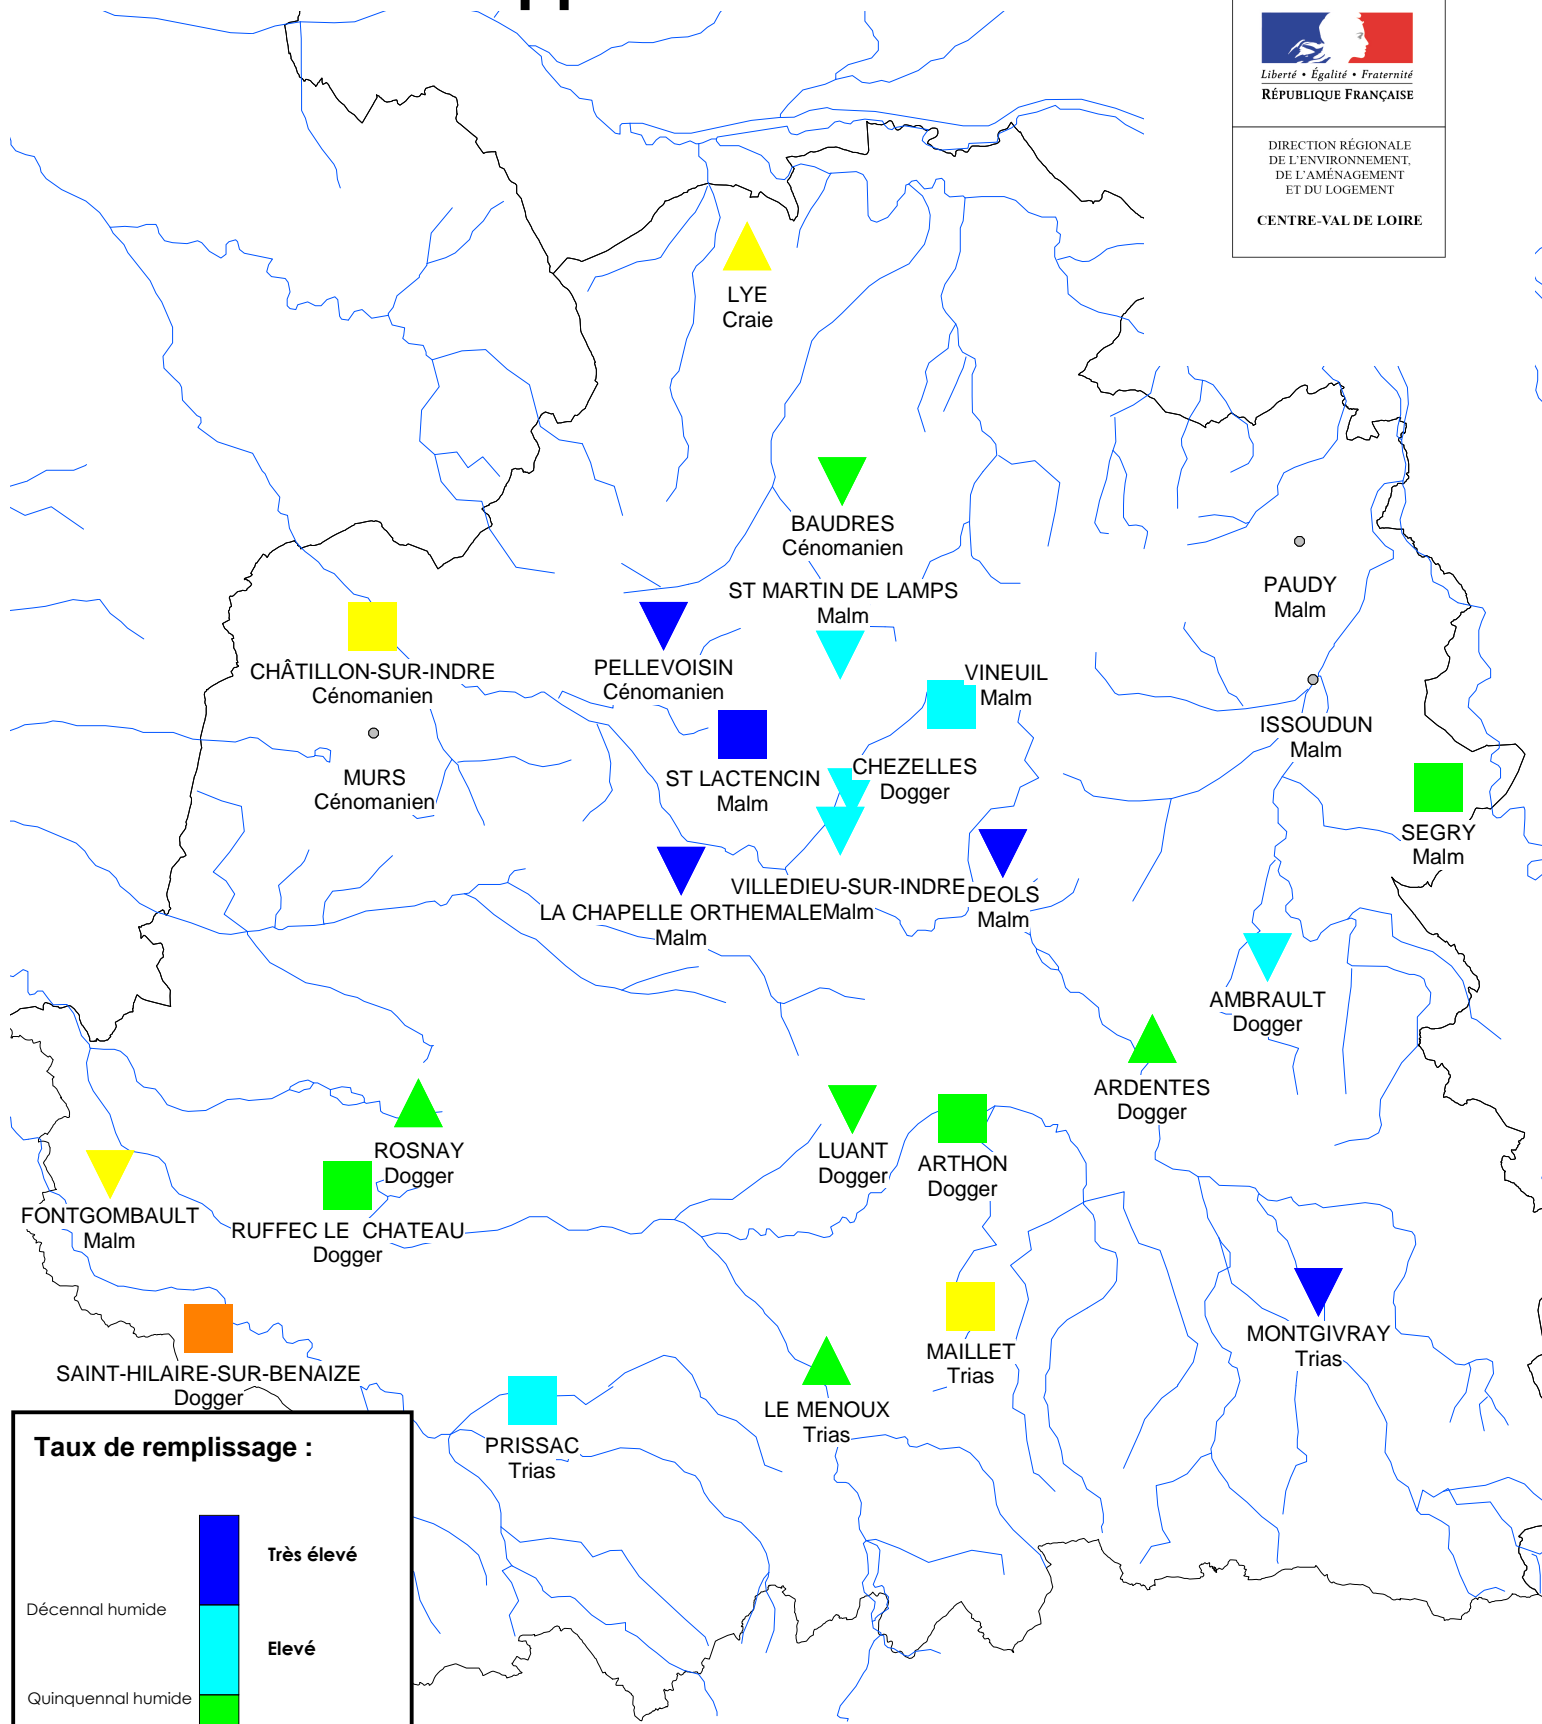 Liberté • Égalité • Fraternité
RÉPUBLIQUE FRANÇAISE
DIRECTION RÉGIONALE
DE L'ENVIRONNEMENT,
DE L'AMÉNAGEMENT
ET DU LOGEMENT
CENTRE-VAL DE LOIRE
LYE
Craie
BAUDRES
Cénomanien
ST MARTIN DE LAMPS
Malm
PAUDY
Malm
CHÂTILLON-SUR-INDRE
Cénomanien
PELLEVOISIN
Cénomanien
VINEUIL
Malm
ISSOUDUN
Malm
MURS
Cénomanien
ST LACTENCIN
Malm
CHEZELLES
Dogger
SEGRY
Malm
VILLEDIEU-SUR-INDRE
Malm
DEOLS
Malm
LA CHAPELLE ORTHEMALE
Malm
AMBRAULT
Dogger
ARDENTES
Dogger
ROSNAY
Dogger
LUANT
Dogger
ARTHON
Dogger
FONTGOMBAULT
Malm
RUFFEC LE CHATEAU
Dogger
MONTGIVRAY
Trias
MAILLET
Trias
SAINT-HILAIRE-SUR-BENAIZE
Dogger
LE MENOUX
Trias
PRISSAC
Trias
Taux de remplissage :
Très élevé
Décennal humide
Elevé
Quinquennal humide